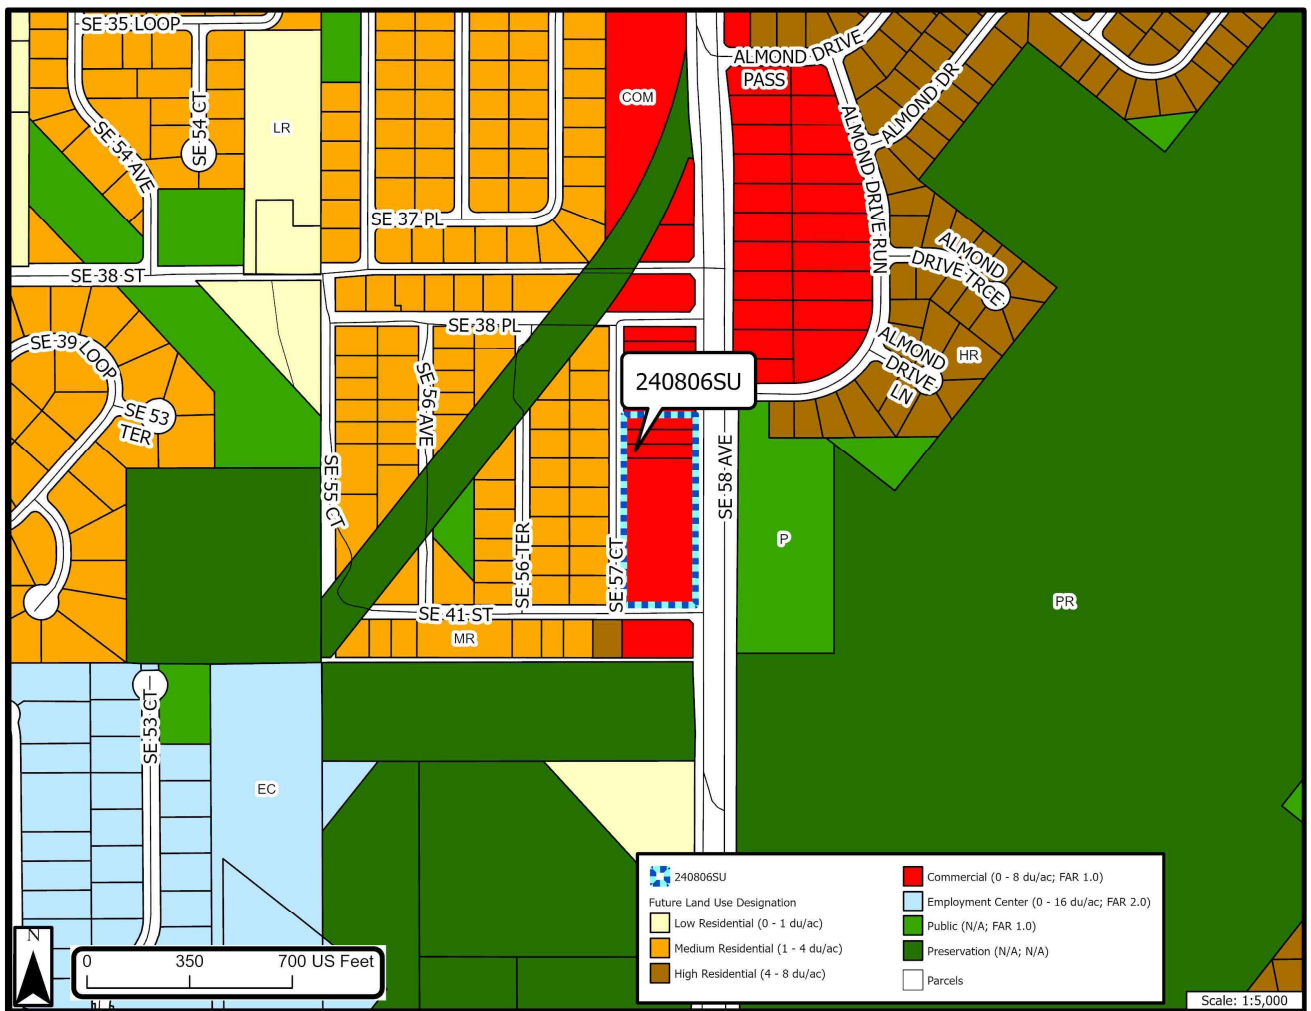 SE 35 LOOP
ALMOND DRIVE
PASS
COM
ALMOND DR
SE 54 CT
LR
SE 54 AVE
ALMOND DRIVE RUN
SE 37 PL
ALMOND
DRIVE TRCE
SE 38 ST
SE 38 PL
SE 39 LOOP
ALMOND
DRIVE
LN
HR
240806SU
SE 56 AVE
SE 53
TER
SE 58 AVE
SE 55 CT
P
SE 56 TER
SE 57 CT
PR
SE 41 ST
MR
SE 53 CT
EC
240806SU
Future Land Use Designation
Low Residential (0 - 1 du/ac)
Medium Residential (1 - 4 du/ac)
High Residential (4 - 8 du/ac)
Commercial (0 - 8 du/ac; FAR 1.0)
Employment Center (0 - 16 du/ac; FAR 2.0)
Public (N/A; FAR 1.0)
Preservation (N/A; N/A)
Parcels
N
0 350 700 US Feet
Scale: 1:5,000